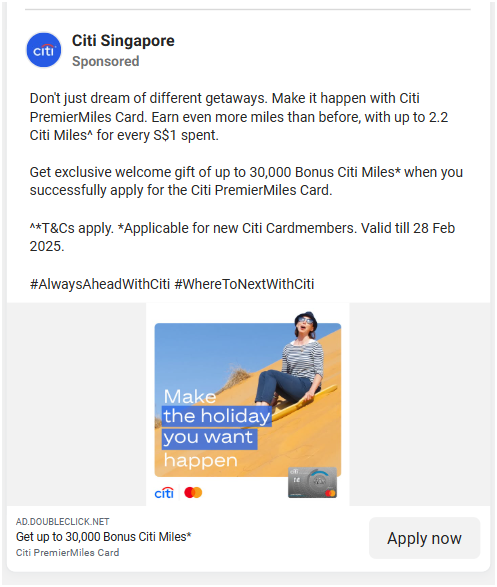 citi
Citi Singapore
Sponsored
Don't just dream of different getaways. Make it happen with Citi
PremierMiles Card. Earn even more miles than before, with up to 2.2
Citi Miles^ for every S$1 spent.
Get exclusive welcome gift of up to 30,000 Bonus Citi Miles* when you
successfully apply for the Citi PremierMiles Card.
^*T&Cs apply. *Applicable for new Citi Cardmembers. Valid till 28 Feb
2025.
#AlwaysAheadWithCiti #WhereToNextWithCiti
Make
the holiday
you want
happen
citi
AD.DOUBLECLICK.NET
Get up to 30,000 Bonus Citi Miles*
Citi PremierMiles Card
Apply now